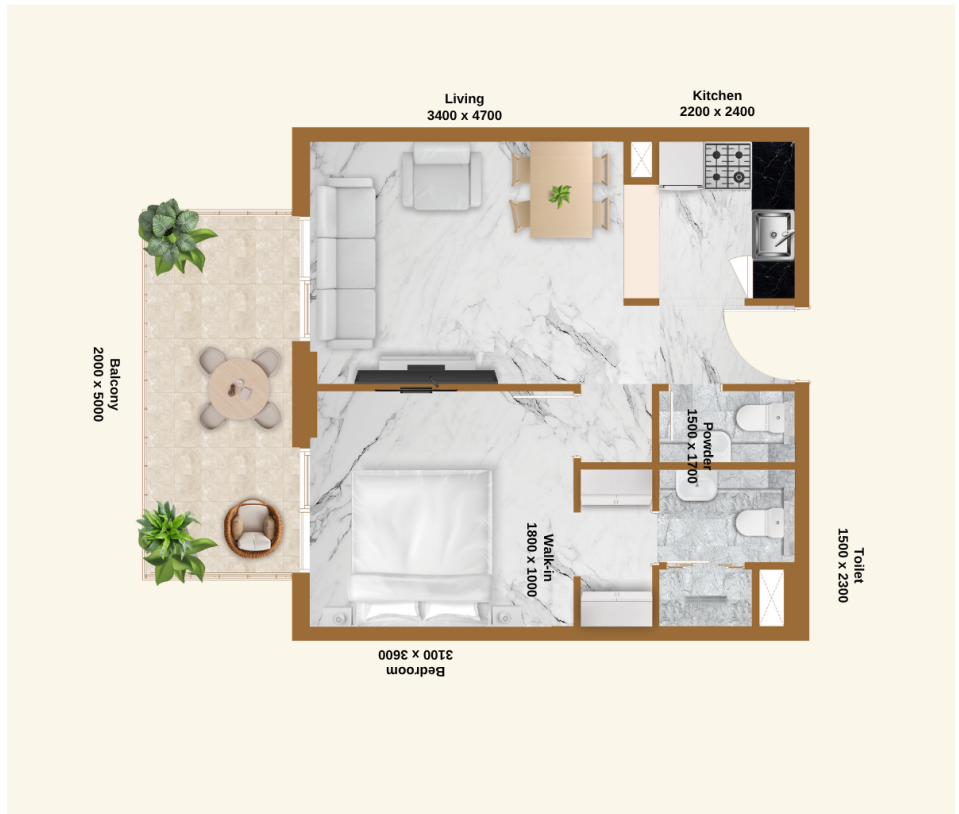 Living
3400 x 4700
Kitchen
2200 x 2400
Balcony
2000 x 5000
Powder
1500 x 1700
Walk-in
1800 x 1000
Toilet
1500 x 2300
Bedroom
3100 x 3600